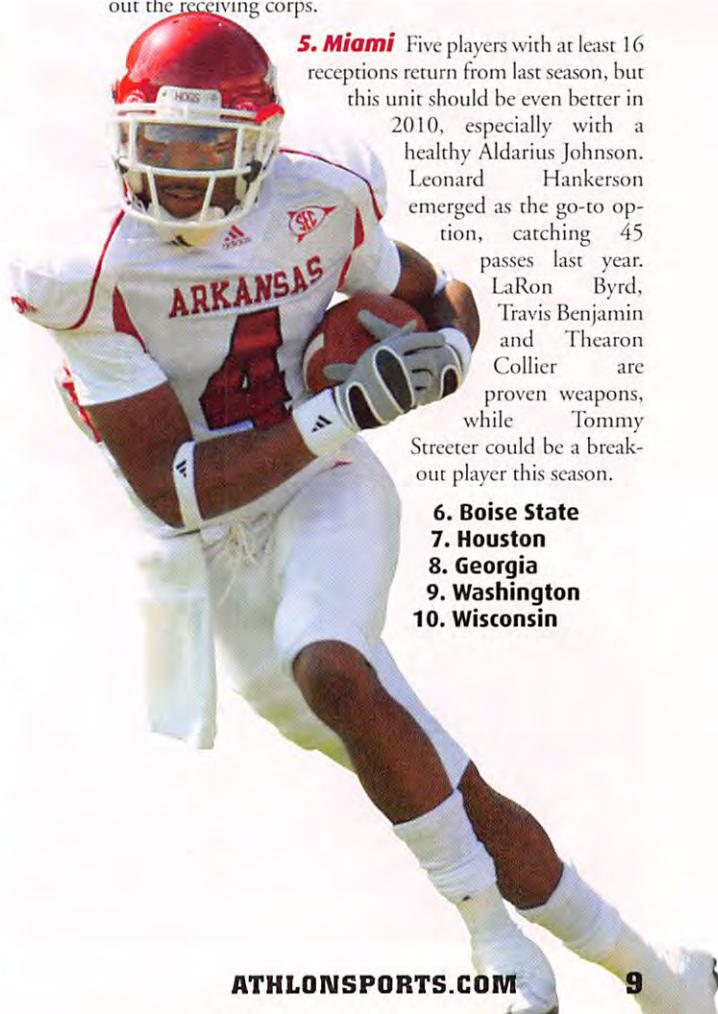 out the receiving corps.
5. Miami Five players with at least 16
receptions return from last season, but
this unit should be even better in
2010, especially with a
healthy Aldarius Johnson.
Leonard Hankerson
emerged as the go-to op-
tion, catching 45
passes last year.
LaRon Byrd,
Travis Benjamin
and Thearon
Collier are
proven weapons,
while Tommy
Streeter could be a break-
out player this season.
6. Boise State
7. Houston
8. Georgia
9. Washington
10. Wisconsin
HOGS
SEC
adidas
ARKANSAS
4
ATHLONSPORTS.COM 9